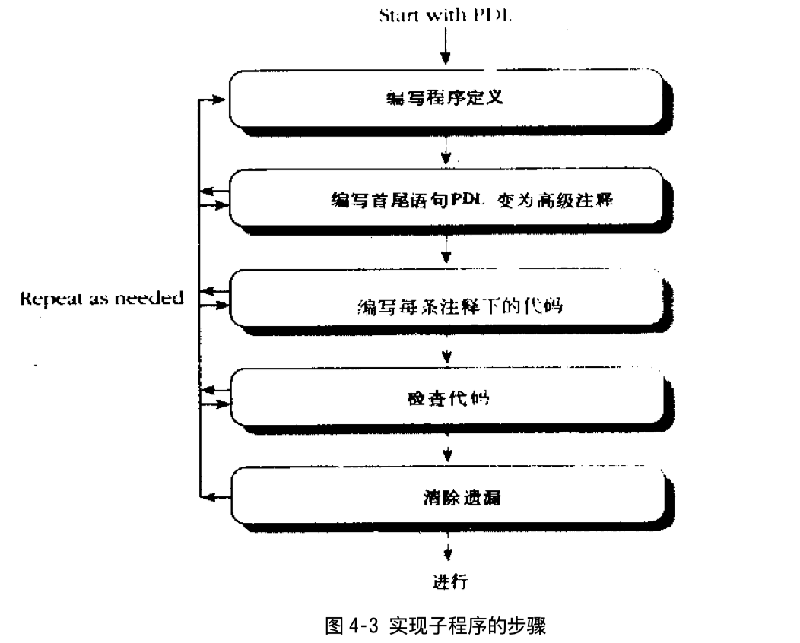 Start with PDL
编写程序定义
编写首尾语句PDL 变为高级注释
Repeat as needed
编写每条注释下的代码
检查代码
消除遗漏
进行
图 4-3 实现子程序的步骤